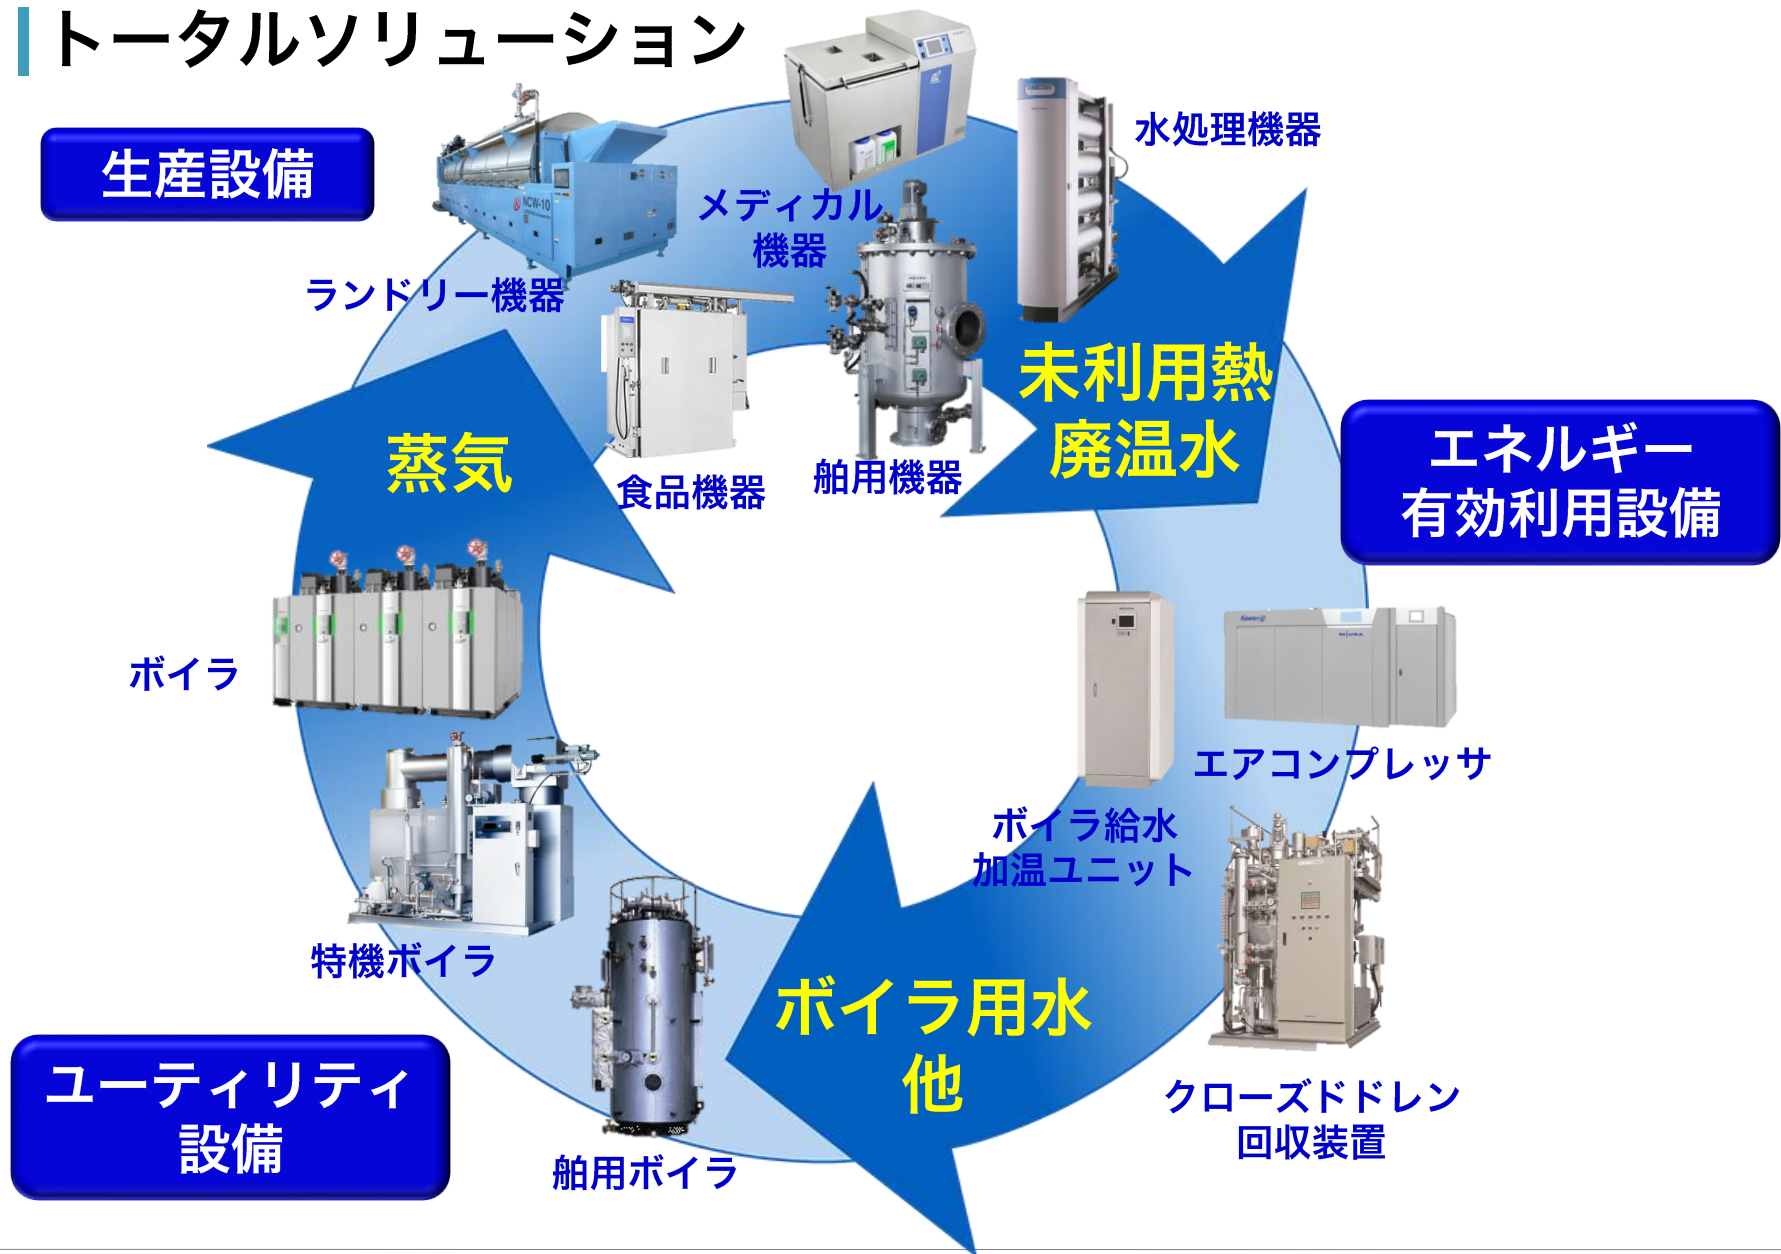 トータルソリューション
生産設備
水処理機器
メディカル
機器
ランドリー機器
NCW-10
未利用熱
廃温水
蒸気
食品機器
舶用機器
エネルギー
有効利用設備
ボイラ
MIURA
エアコンプレッサ
ボイラ給水
加温ユニット
特機ボイラ
ボイラ用水
他
ユーティリティ
設備
舶用ボイラ
クローズドドレン
回収装置